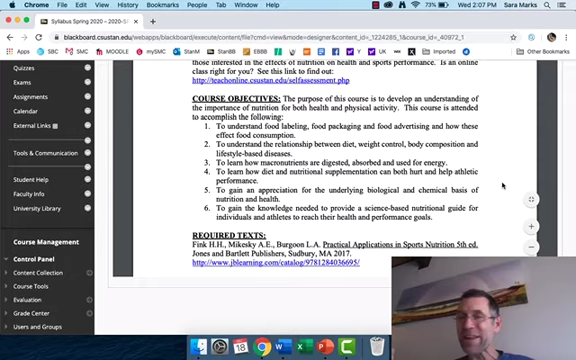 Chrome File Edit View History Bookmarks People Tab Window Help
73% Wed 2:07 PM Sara Marks
Syllabus Spring 2020 – 2020-S
blackboard.csustan.edu/webapps/blackboard/execute/content/file?cmd=view&mode=designer&content_id=_1224285_1&course_id=_40972_1
Apps SMC MOODLE mySMC Stan StanBB
Imported
Other Bookmarks
Quizzes
Exams
Assignments
Calendar
External Links
Tools & Communication
Student Help
Faculty Info
University Library
Course Management
Control Panel
Content Collection
Course Tools
Evaluation
Grade Center
Users and Groups
those interested in the effects of nutrition on health and sports performance. Is an online
class right for you? See this link to find out:
http://teachonline.csustan.edu/selfassessment.php
COURSE OBJECTIVES: The purpose of this course is to develop an understanding of
the importance of nutrition for both health and physical activity. This course is attended
to accomplish the following:
1. To understand food labeling, food packaging and food advertising and how these
effect food consumption.
2. To understand the relationship between diet, weight control, body composition and
lifestyle-based diseases.
3. To learn how macronutrients are digested, absorbed and used for energy.
4. To learn how diet and nutritional supplementation can both hurt and help athletic
performance.
5. To gain an appreciation for the underlying biological and chemical basis of
nutrition and health.
6. To gain the knowledge needed to provide a science-based nutritional guide for
individuals and athletes to reach their health and performance goals.
REQUIRED TEXTS:
Fink H.H., Mikesky A.E., Burgoon L.A. Practical Applications in Sports Nutrition 5th ed.
Jones and Bartlett Publishers, Sudbury, MA 2017.
http://www.jblearning.com/catalog/9781284036695/
18